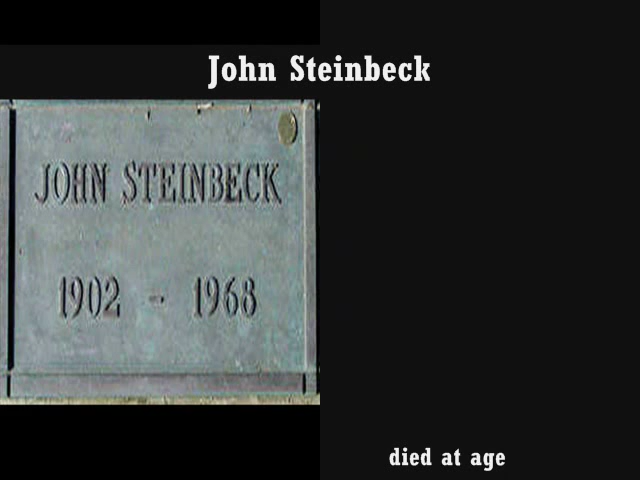 John Steinbeck
JOHN STEINBECK
1902 - 1968
died at age